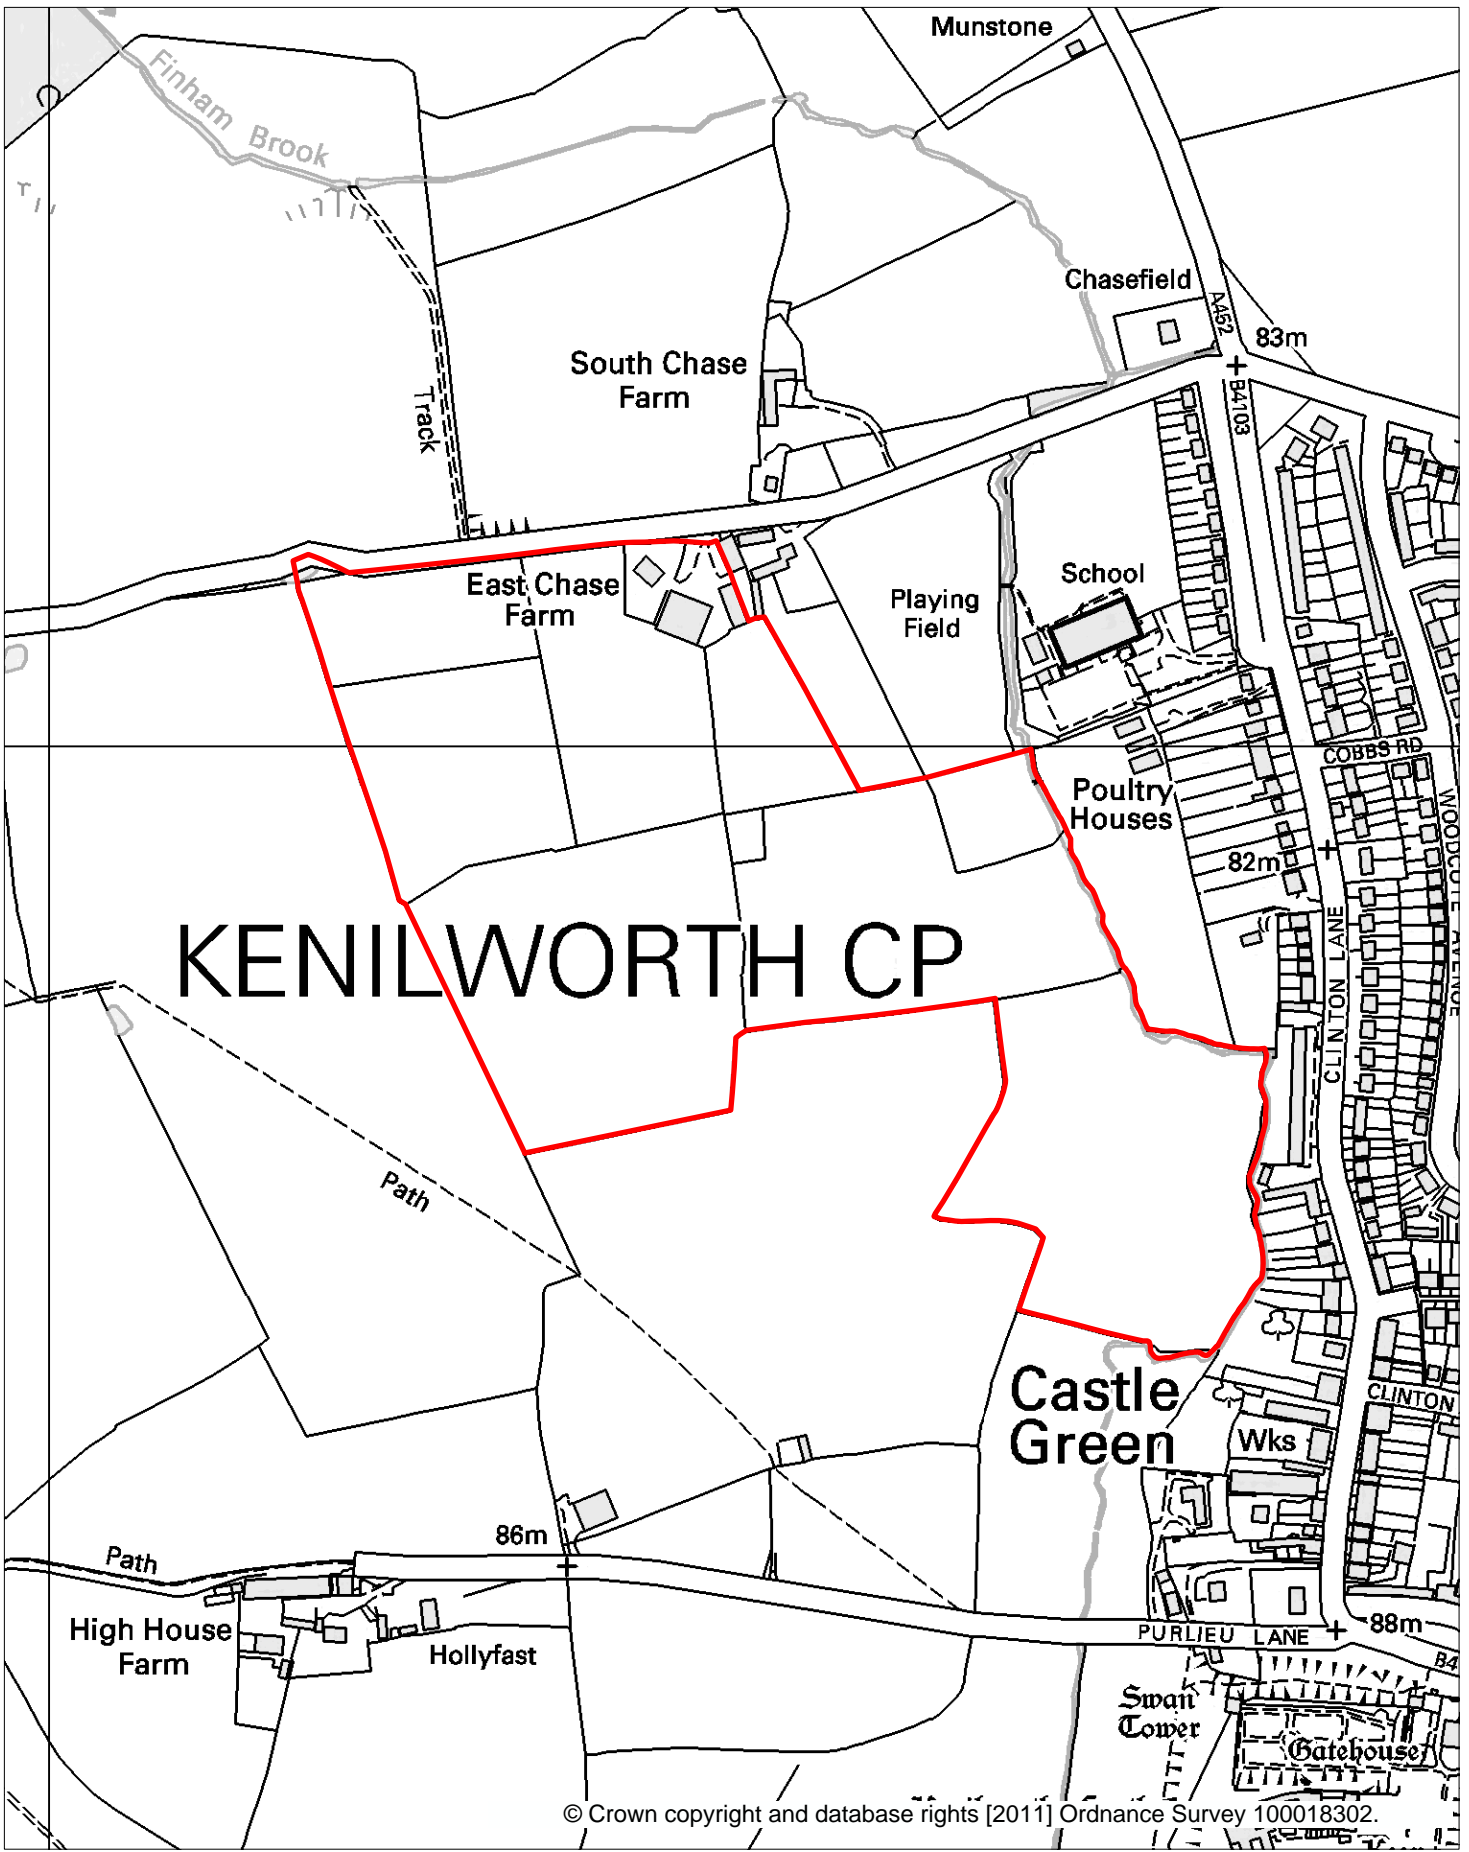 Munstone
Finham Brook
Chasefield
A452
83m
South Chase
Farm
B4103
Track
East Chase
Farm
School
Playing
Field
COBBS RD
Poultry
Houses
WOODCOTE AVENUE
82m
CLINTON LANE
KENILWORTH CP
Path
Castle
Green
CLINTON
Wks
86m
Path
High House
Farm
Hollyfast
PURLIEU LANE
88m
B4
Swan
Tower
Gatehouse
© Crown copyright and database rights [2011] Ordnance Survey 100018302.